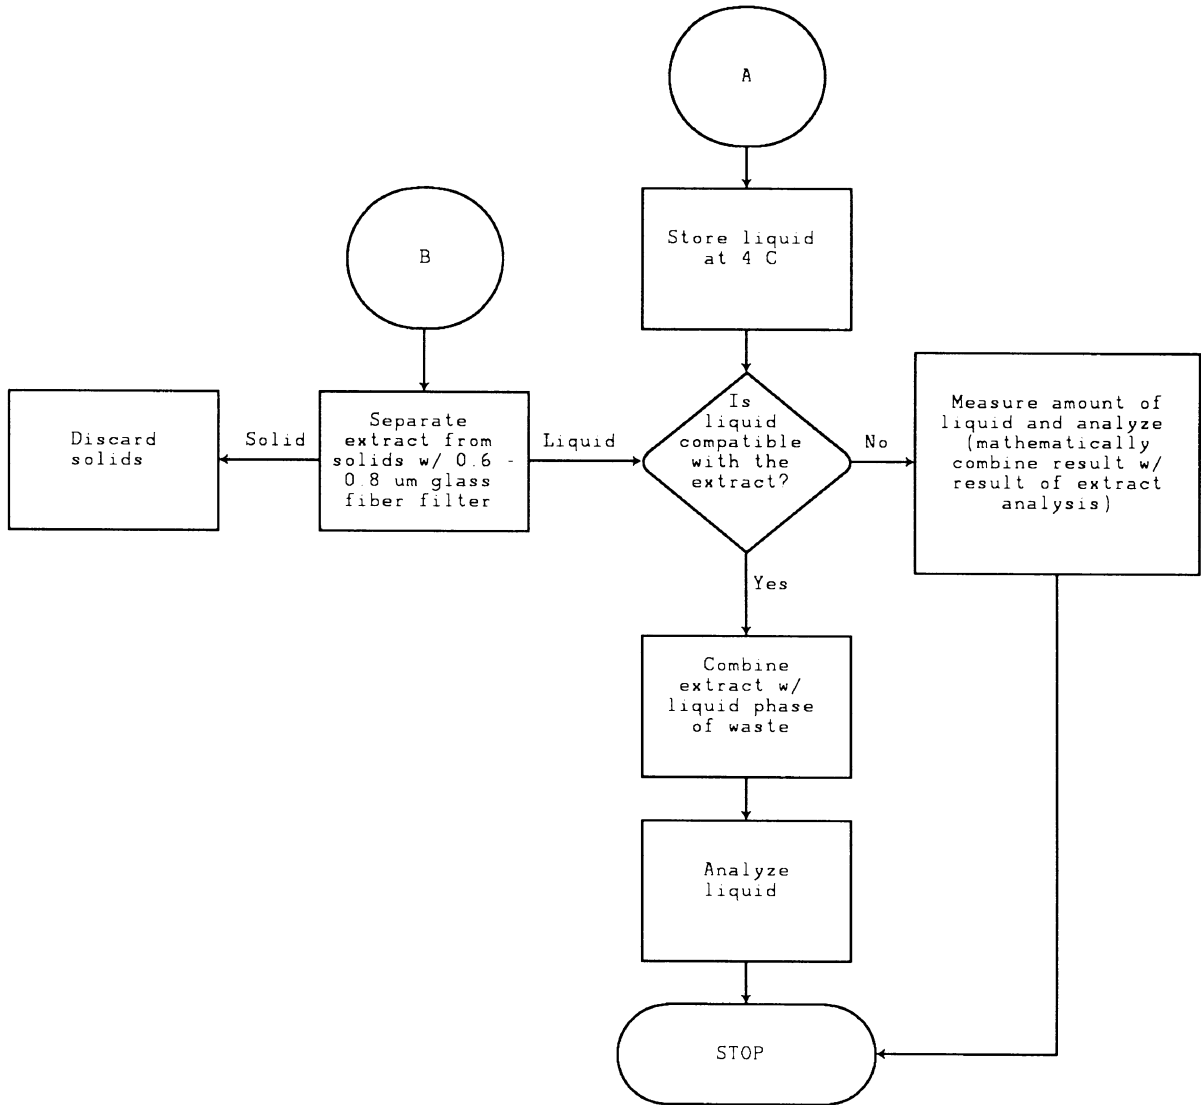 A
Store liquid
at 4 C
B
Discard
solids
Solid
Separate
extract from
solids w/ 0.6 -
0.8 um glass
fiber filter
Liquid
Is
liquid
compatible
with the
extract?
No
Measure amount of
liquid and analyze
(mathematically
combine result w/
result of extract
analysis)
Yes
Combine
extract w/
liquid phase
of waste
Analyze
liquid
STOP